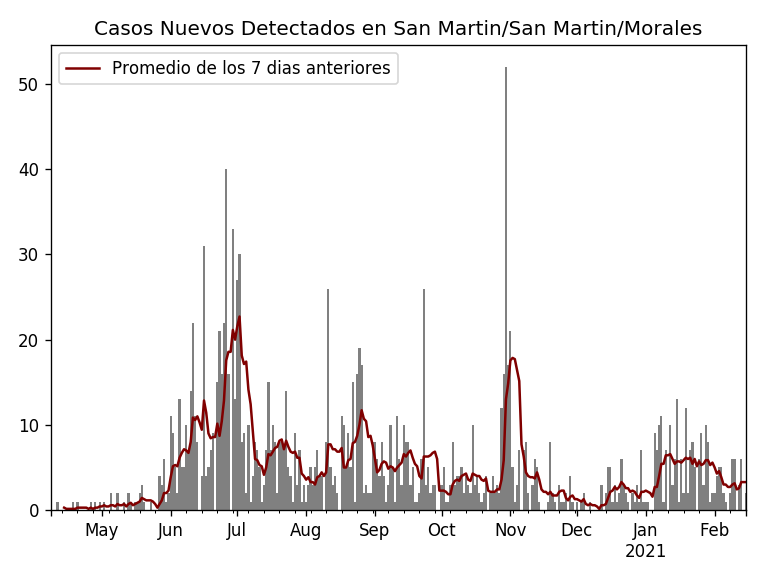 Casos Nuevos Detectados en San Martin/San Martin/Morales
Promedio de los 7 dias anteriores
50
40
30
20
10
0
May Jun Jul Aug Sep Oct Nov Dec Jan Feb
2021